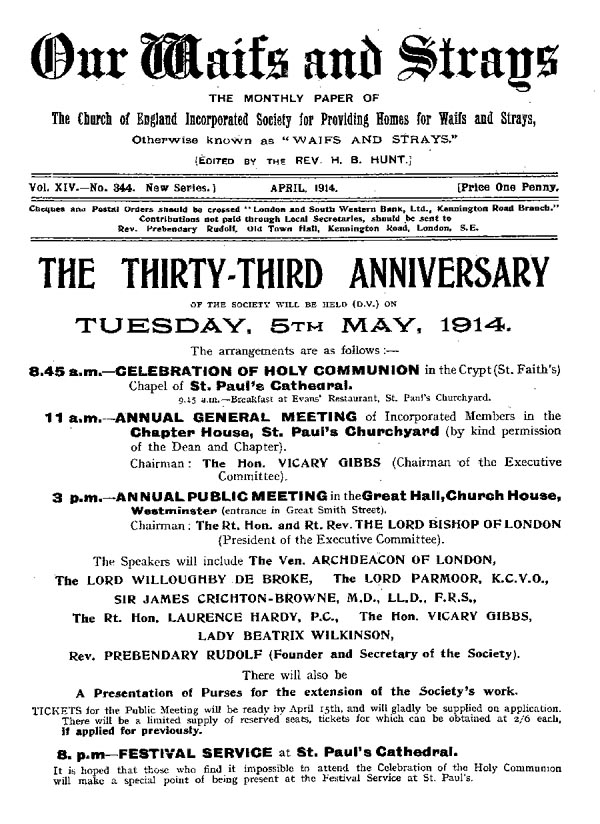 Our Waifs and Strays
THE MONTHLY PAPER OF
The Church of England Incorporated Society for Providing Homes for Waifs and Strays,
Otherwise known as "WAIFS AND STRAYS."
[EDITED BY THE REV. H. B. HUNT.]
Vol. XIV.—No. 344. New Series.] APRIL, 1914. [Price One Penny.
Cheques and Postal Orders should be crossed "London and South Western Bank, Ltd., Kennington Road Branch."
Contributions not paid through Local Secretaries, should be sent to
Rev. Prebendary Rudolf, Old Town Hall, Kennington Road, London, S.E.
THE THIRTY-THIRD ANNIVERSARY
OF THE SOCIETY WILL BE HELD (D.V.) ON
TUESDAY, 5TH MAY, 1914.
The arrangements are as follows :—
8.45 a.m.—CELEBRATION OF HOLY COMMUNION in the Crypt (St. Faith's)
Chapel of St. Paul's Cathedral.
9.15 a.m.—Breakfast at Evans' Restaurant, St. Paul's Churchyard.
11 a.m.—ANNUAL GENERAL MEETING of Incorporated Members in the
Chapter House, St. Paul's Churchyard (by kind permission
of the Dean and Chapter).
Chairman : The Hon. VICARY GIBBS (Chairman of the Executive
Committee).
3 p.m.—ANNUAL PUBLIC MEETING in the Great Hall, Church House,
Westminster (entrance in Great Smith Street).
Chairman : The Rt. Hon. and Rt. Rev. THE LORD BISHOP OF LONDON
(President of the Executive Committee).
The Speakers will include The Ven. ARCHDEACON OF LONDON,
The LORD WILLOUGHBY DE BROKE, The LORD PARMOOR, K.C.V.O.,
SIR JAMES CRICHTON-BROWNE, M.D., LL.D., F.R.S.,
The Rt. Hon. LAURENCE HARDY, P.C., The Hon. VICARY GIBBS,
LADY BEATRIX WILKINSON,
Rev. PREBENDARY RUDOLF (Founder and Secretary of the Society).
There will also be
A Presentation of Purses for the extension of the Society's work.
TICKETS for the Public Meeting will be ready by April 15th, and will gladly be supplied on application.
There will be a limited supply of reserved seats, tickets for which can be obtained at 2/6 each,
if applied for previously.
8. p.m—FESTIVAL SERVICE at St. Paul's Cathedral.
It is hoped that those who find it impossible to attend the Celebration of the Holy Communion
will make a special point of being present at the Festival Service at St. Paul's.